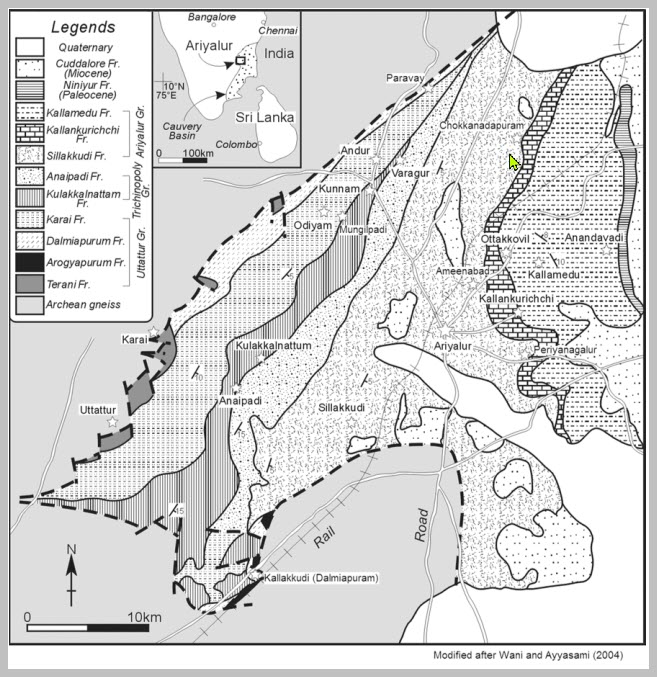 Legends
Quaternary
Cuddalore Fr.
(Miocene)
Niniyur Fr.
(Paleocene)
Kallamedu Fr.
Kallankurichchi
Fr.
Sillakkudi Fr.
Anaipadi Fr.
Kulakkalnattam
Fr.
Karai Fr.
Dalmiapurum Fr.
Arogyapurum Fr.
Terani Fr.
Archean gneiss
Ariyalur Gr.
Trichinopoly
Gr.
Uttattur Gr.
Bangalore
Chennai
Ariyalur
India
10°N
75°E
Cauvery
Basin
Sri Lanka
Colombo
0 100km
Paravay
Chokkanadapuram
Andur
Varagur
Kunnam
Odiyam
Mungilpadi
Ottakkovil
Anandavadi
10
Kallamedu
Ameenabad
Kallankurichchi
Karai
Kulakkalnattum
Ariyalur
Periyanagalur
10
Anaipadi
Sillakkudi
Uttattur
15
Rail
Road
N
Kallakkudi (Dalmiapuram)
0 10km
Modified after Wani and Ayyasami (2004)